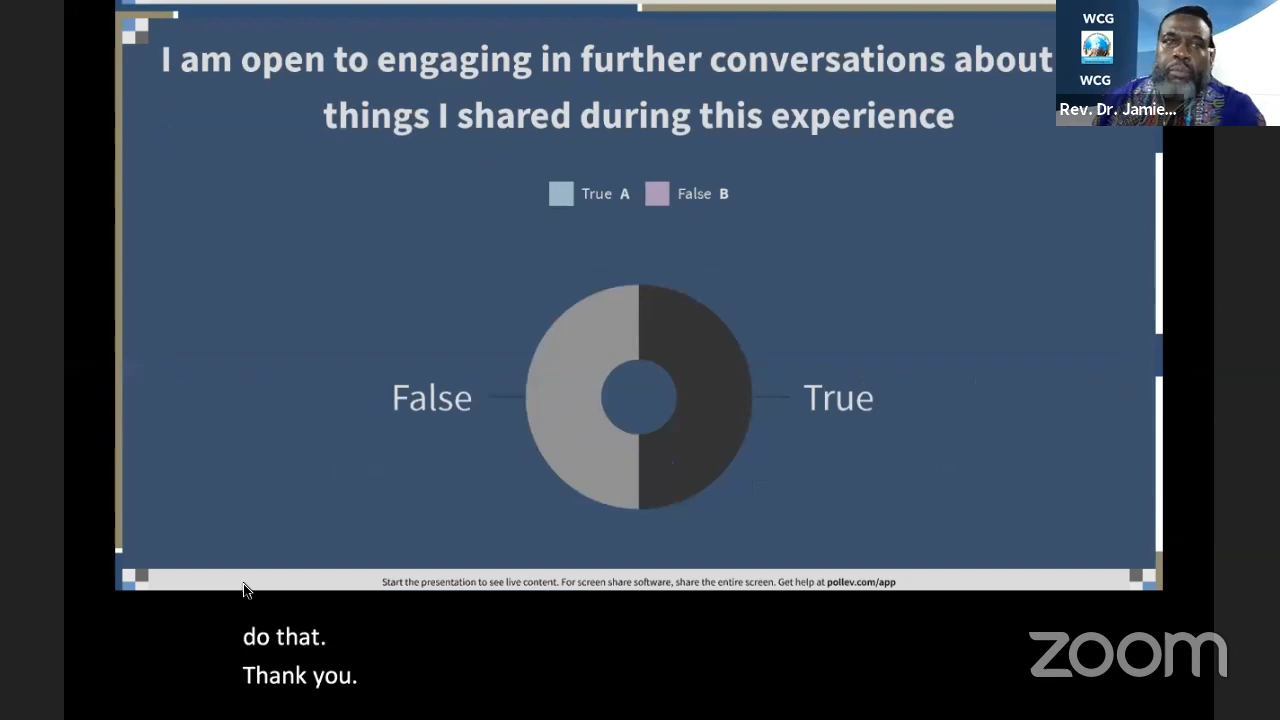 I am open to engaging in further conversations about
things I shared during this experience
True A False B
False
True
Start the presentation to see live content. For screen share software, share the entire screen. Get help at pollev.com/app
do that.
Thank you.
WCG
WCG
Rev. Dr. Jamie...
zoom